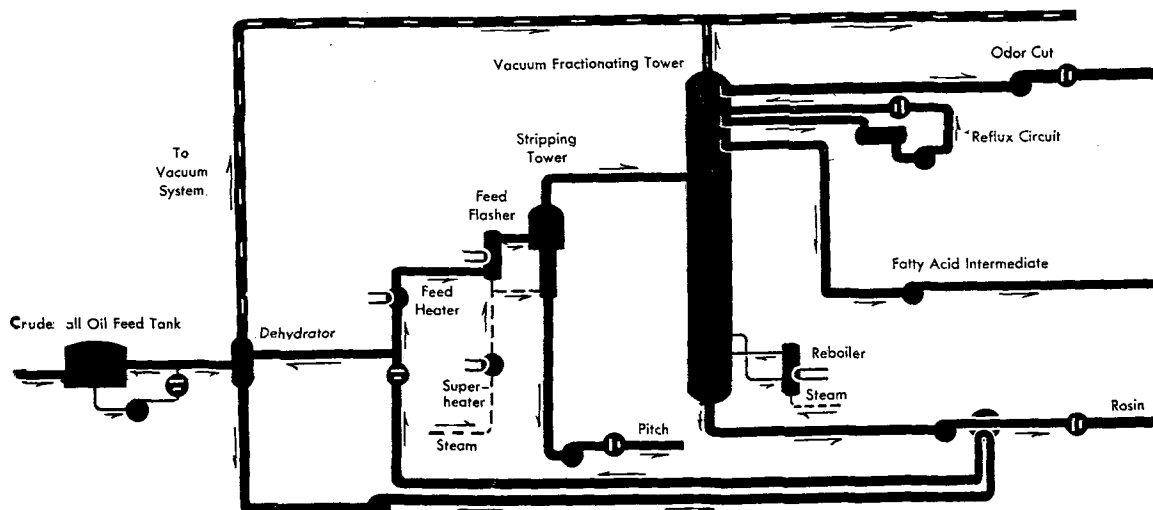 Odor Cut
Vacuum Fractionating Tower
Reflux Circuit
Stripping
Tower
To
Vacuum
System.
Feed
Flasher
Fatty Acid Intermediate
Feed
Heater
Crude all Oil Feed Tank
Dehydrator
Reboiler
Super-
heater
Steam
Rosin
Pitch
Steam